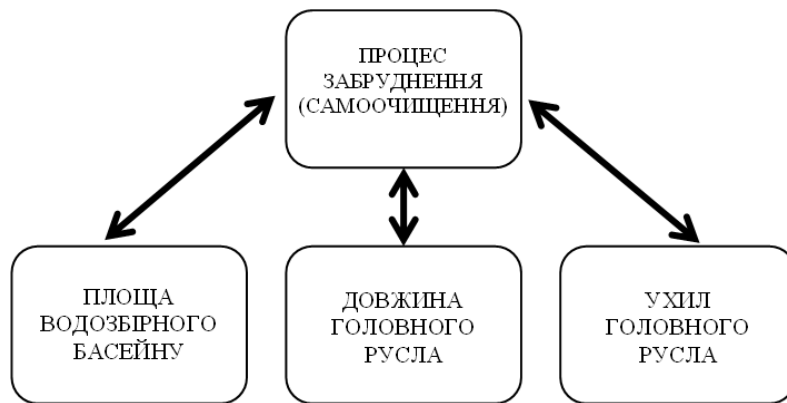 ПРОЦЕС
ЗАБРУДНЕННЯ
(САМООЧИЩЕННЯ)
ПЛОЩА
ВОДОЗБІРНОГО
БАСЕЙНУ
ДОВЖИНА
ГОЛОВНОГО
РУСЛА
УХИЛ
ГОЛОВНОГО
РУСЛА